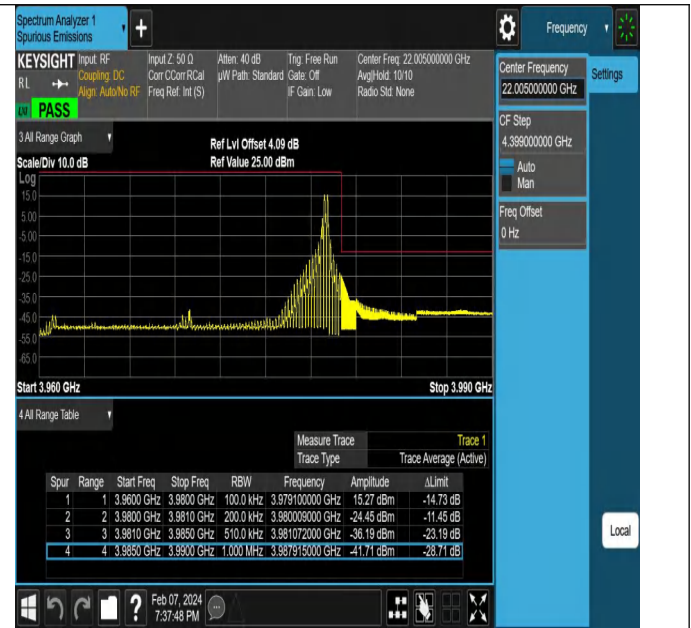 Spectrum Analyzer 1
Spurious Emissions
+
Frequency
KEYSIGHT Input: RF
RL
Coupling: DC
Align: Auto/No RF
Input Z: 50 Ω
Corr CCorr RCal
Freq Ref: Int (S)
Atten: 40 dB
µW Path: Standard
Trig: Free Run
Gate: Off
IF Gain: Low
Center Freq: 22.005000000 GHz
Avg|Hold: 10/10
Radio Std: None
PASS
Center Frequency
22.005000000 GHz
Settings
CF Step
4.399000000 GHz
Auto
Man
Freq Offset
0 Hz
3 All Range Graph
Scale/Div 10.0 dB
Ref Lvl Offset 4.09 dB
Ref Value 25.00 dBm
Log
15.0
5.00
-5.00
-15.0
-25.0
-35.0
-45.0
-55.0
-65.0
Start 3.960 GHz Stop 3.990 GHz
4 All Range Table
Measure Trace Trace 1
Trace Type Trace Average (Active)
Spur Range Start Freq Stop Freq RBW Frequency Amplitude ΔLimit
1 1 3.9600 GHz 3.9800 GHz 100.0 kHz 3.979100000 GHz 15.27 dBm -14.73 dB
2 2 3.9800 GHz 3.9810 GHz 200.0 kHz 3.980009000 GHz -24.45 dBm -11.45 dB
3 3 3.9810 GHz 3.9850 GHz 510.0 kHz 3.981072000 GHz -36.19 dBm -23.19 dB
4 4 3.9850 GHz 3.9900 GHz 1.000 MHz 3.987915000 GHz -41.71 dBm -28.71 dB
Local
?
Feb 07, 2024
7:37:48 PM